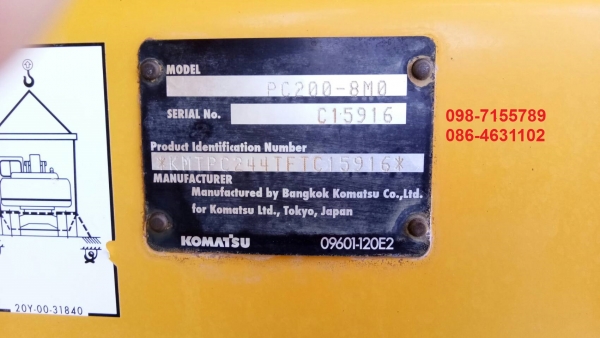 MODEL
PC200-8M0
SERIAL No.
C15916
Product Identification Number
*KMTPC244TFTC15916*
MANUFACTURER
Manufactured by Bangkok Komatsu Co.,Ltd.
for Komatsu Ltd., Tokyo, Japan
KOMATSU
09601-120E2
098-7155789
086-4631102
20Y-00-31840